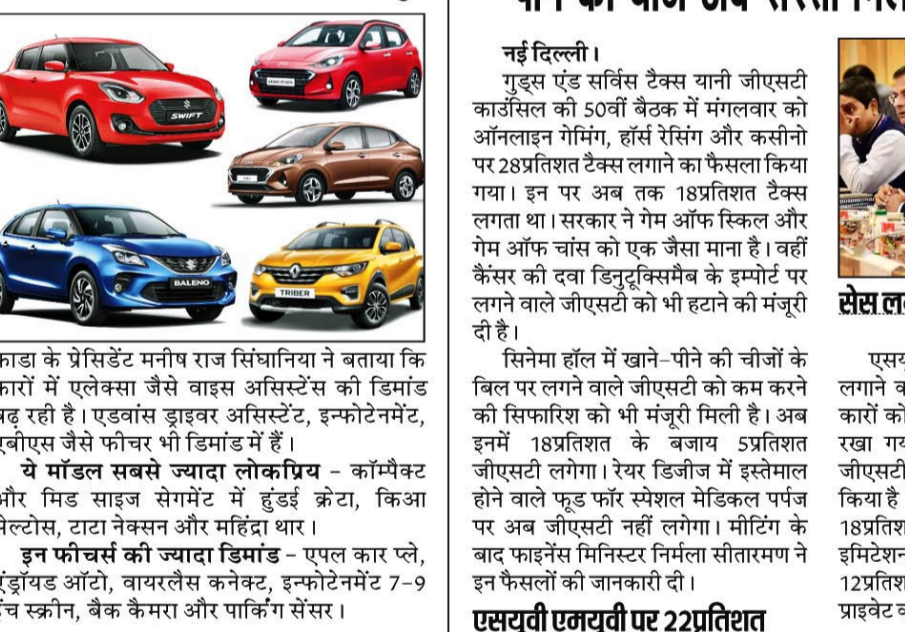 SWIFT
BALENO
TRIBER
फाडा के प्रेसिडेंट मनीष राज सिंघानिया ने बताया कि
कारों में एलेक्सा जैसे वाइस असिस्टेंस की डिमांड
बढ़ रही है। एडवांस ड्राइवर असिस्टेंट, इन्फोटेनमेंट,
एबीएस जैसे फीचर भी डिमांड में हैं।
ये मॉडल सबसे ज्यादा लोकप्रिय - कॉम्पैक्ट
और मिड साइज सेगमेंट में हुंडई क्रेटा, किआ
सेल्टोस, टाटा नेक्सन और महिंद्रा थार।
इन फीचर्स की ज्यादा डिमांड - एपल कार प्ले,
एंड्रॉयड ऑटो, वायरलैस कनेक्ट, इन्फोटेनमेंट 7-9
इंच स्क्रीन, बैक कैमरा और पार्किंग सेंसर।
नई दिल्ली।
गुड्स एंड सर्विस टैक्स यानी जीएसटी
काउंसिल की 50वीं बैठक में मंगलवार को
ऑनलाइन गेमिंग, हॉर्स रेसिंग और कसीनो
पर 28प्रतिशत टैक्स लगाने का फैसला किया
गया। इन पर अब तक 18प्रतिशत टैक्स
लगता था। सरकार ने गेम ऑफ स्किल और
गेम ऑफ चांस को एक जैसा माना है। वहीं
कैंसर की दवा डिनुटूक्सिमैब के इम्पोर्ट पर
लगने वाले जीएसटी को भी हटाने की मंजूरी
दी है।
सिनेमा हॉल में खाने-पीने की चीजों के
बिल पर लगने वाले जीएसटी को कम करने
की सिफारिश को भी मंजूरी मिली है। अब
इनमें 18प्रतिशत के बजाय 5प्रतिशत
जीएसटी लगेगा। रेयर डिजीज में इस्तेमाल
होने वाले फूड फॉर स्पेशल मेडिकल पर्पज
पर अब जीएसटी नहीं लगेगा। मीटिंग के
बाद फाइनेंस मिनिस्टर निर्मला सीतारमण ने
इन फैसलों की जानकारी दी।
एसयूवी एमयूवी पर 22प्रतिशत
सेस
लगाने
कारों को
जीएसटी
किया है
12प्रतिश
प्राइवेट